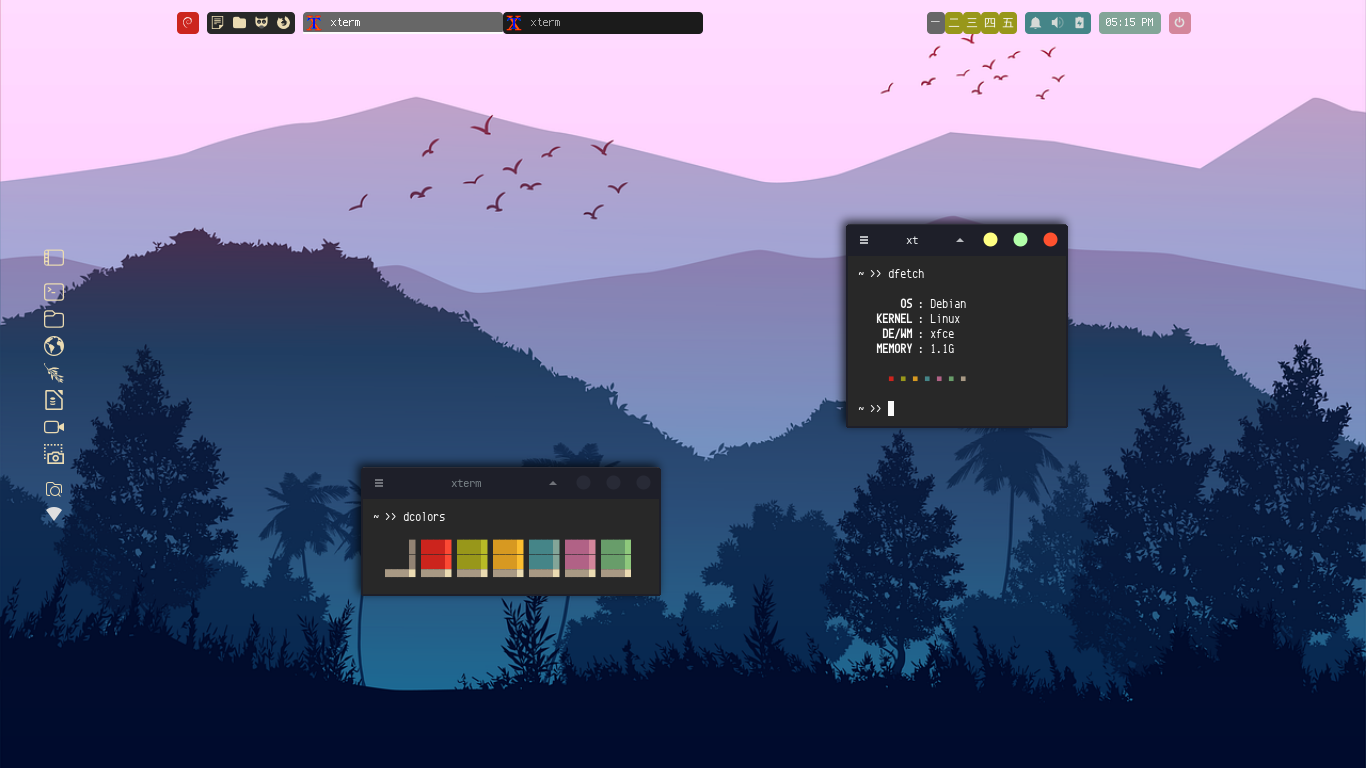 xterm
xterm
一 二 三 四 五
05:15 PM
xt
~ >> dfetch
OS : Debian
KERNEL : Linux
DE/WM : xfce
MEMORY : 1.1G
~ >>
xterm
~ >> dcolors